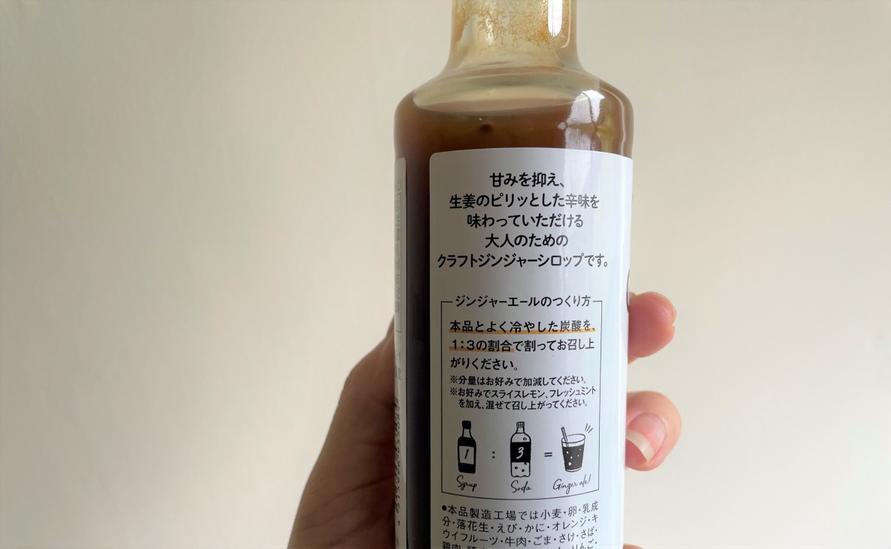 甘みを抑え、
生姜のピリッとした辛味を
味わっていただける
大人のための
クラフトジンジャーシロップです。
ジンジャーエールのつくり方
本品とよく冷やした炭酸を、
1:3の割合で割ってお召し上
がりください。
※分量はお好みで加減してください。
※お好みでスライスレモン、フレッシュミント
を加え、混ぜて召し上がってください。
1 : 3 =
Syrup Soda Ginger ale!
●本品製造工場では小麦・卵・乳成
分・落花生・えび・かに・オレンジ・キ
ウイフルーツ・牛肉・ごま・さけ・さば・